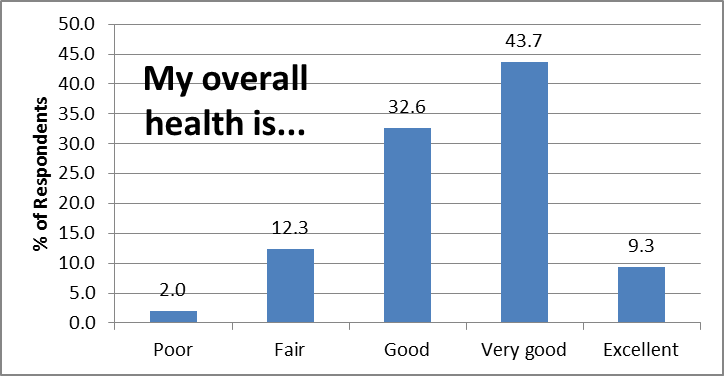 50.0
45.0
40.0
35.0
30.0
25.0
20.0
15.0
10.0
5.0
0.0
% of Respondents
My overall
health is...
2.0
12.3
32.6
43.7
9.3
Poor
Fair
Good
Very good
Excellent